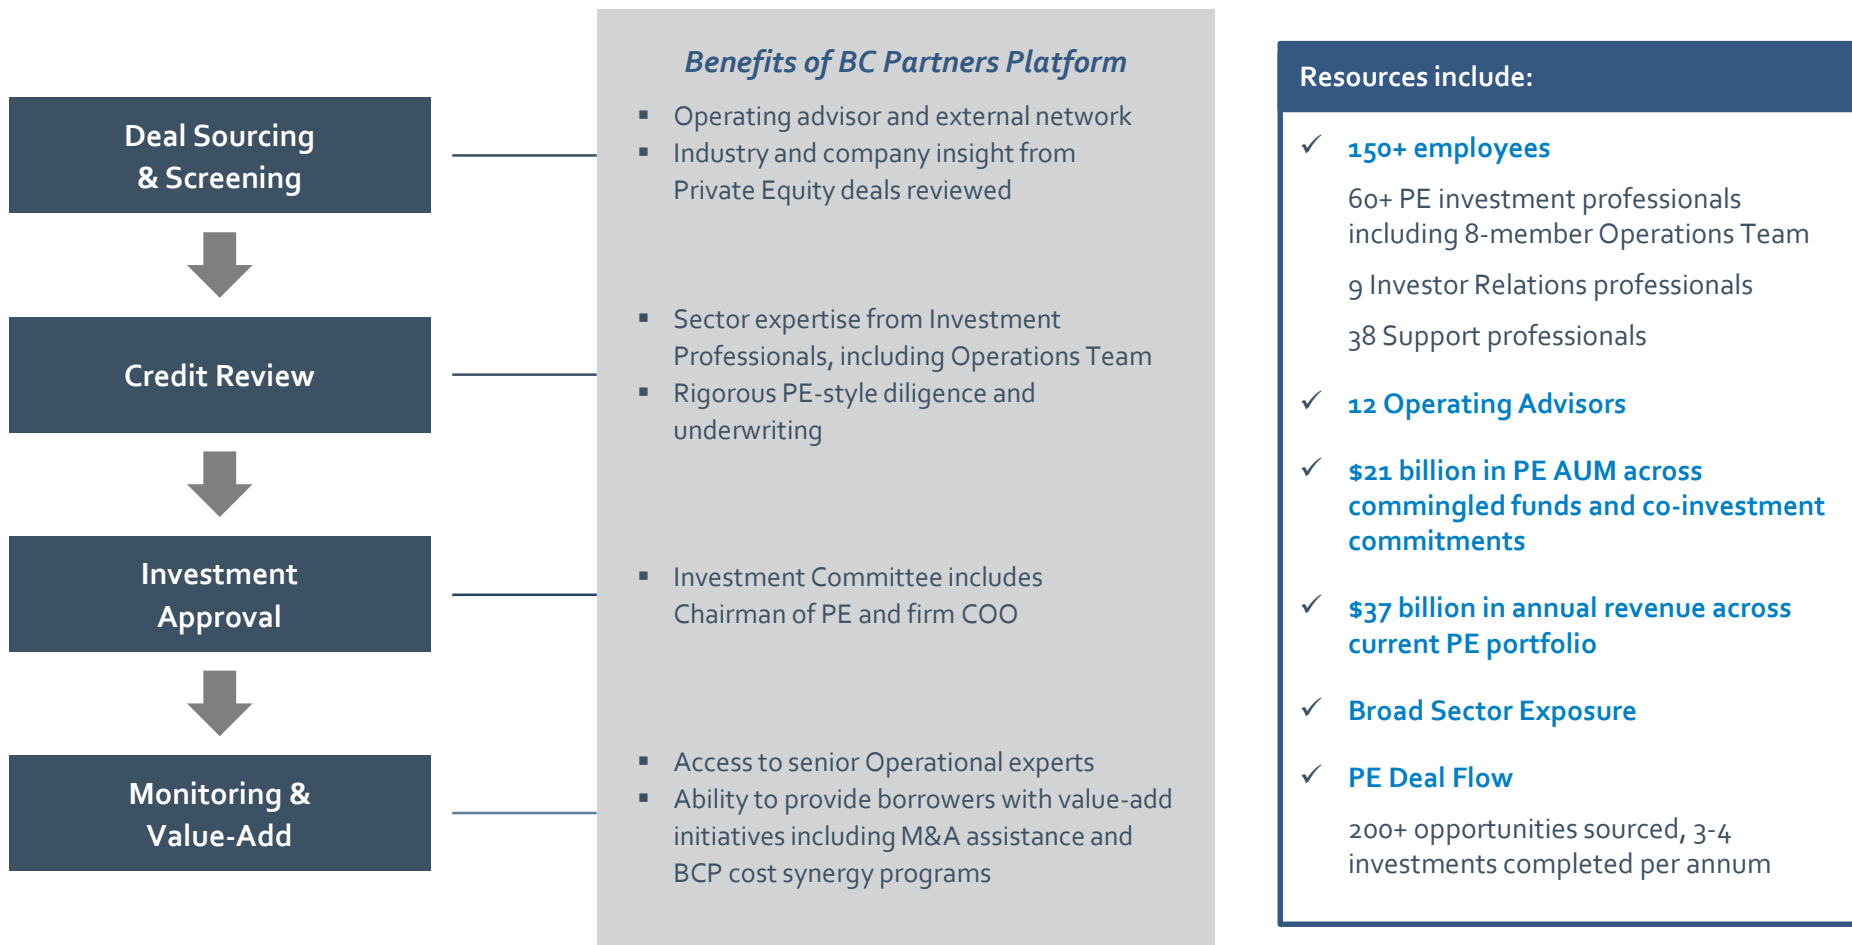 Deal Sourcing
& Screening
Credit Review
Investment
Approval
Monitoring &
Value-Add
Benefits of BC Partners Platform
▪ Operating advisor and external network
▪ Industry and company insight from
Private Equity deals reviewed
▪ Sector expertise from Investment
Professionals, including Operations Team
▪ Rigorous PE-style diligence and
underwriting
▪ Investment Committee includes
Chairman of PE and firm COO
▪ Access to senior Operational experts
▪ Ability to provide borrowers with value-add
initiatives including M&A assistance and
BCP cost synergy programs
Resources include:
✓ 150+ employees
60+ PE investment professionals
including 8-member Operations Team
9 Investor Relations professionals
38 Support professionals
✓ 12 Operating Advisors
✓ $21 billion in PE AUM across
commingled funds and co-investment
commitments
✓ $37 billion in annual revenue across
current PE portfolio
✓ Broad Sector Exposure
✓ PE Deal Flow
200+ opportunities sourced, 3-4
investments completed per annum